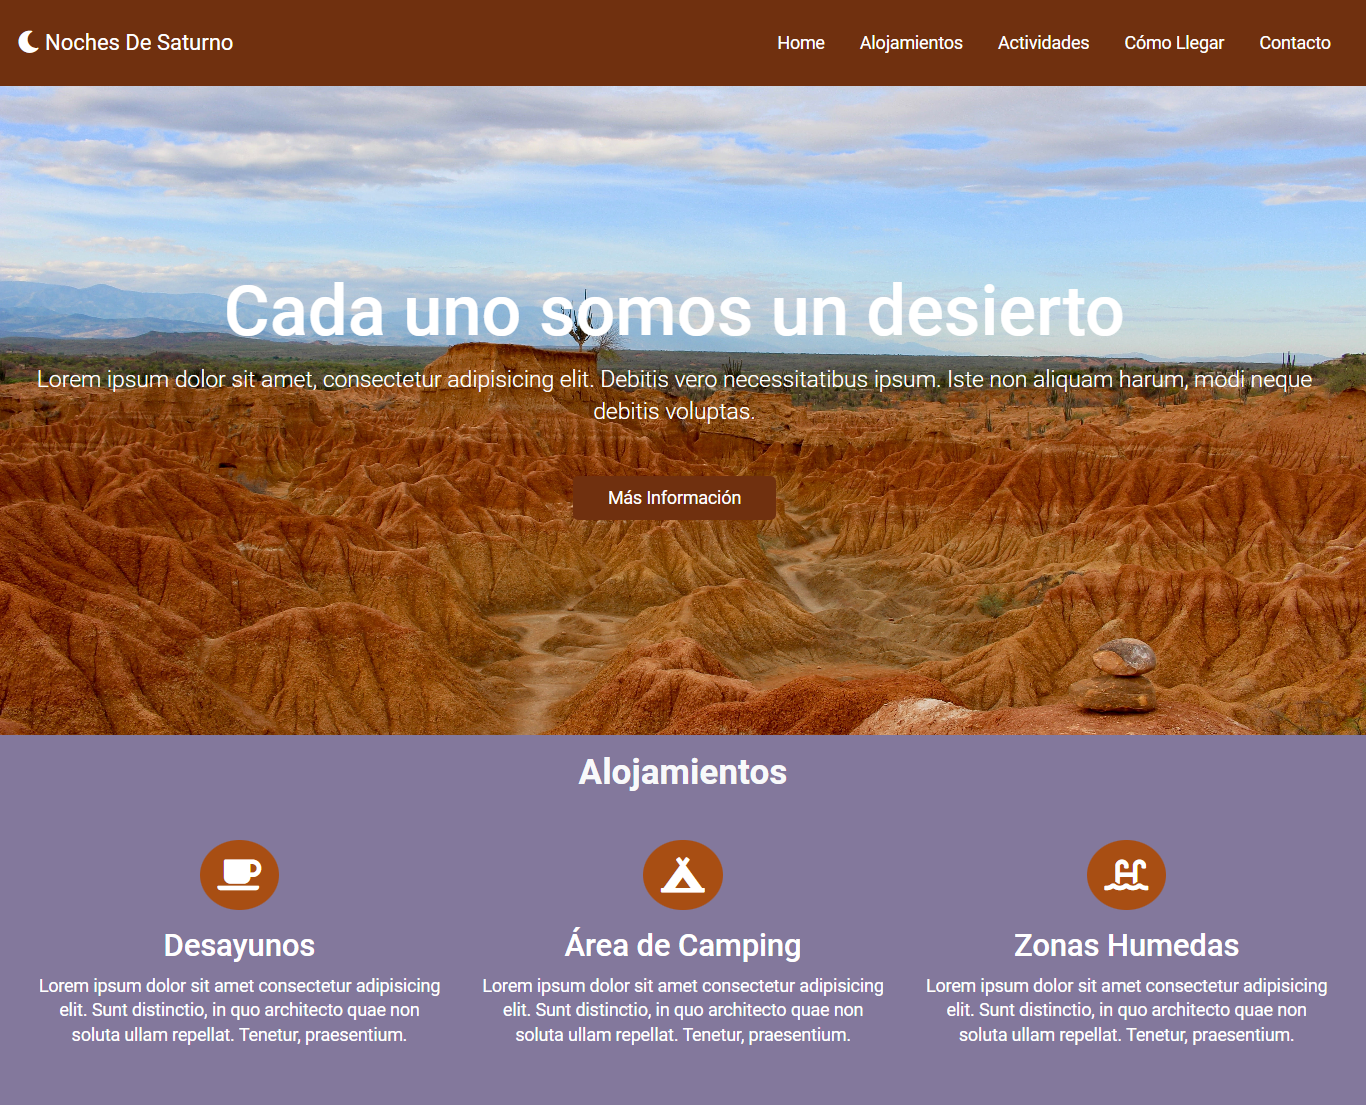 Noches De Saturno
Home Alojamientos Actividades Cómo Llegar Contacto
Cada uno somos un desierto
Lorem ipsum dolor sit amet, consectetur adipisicing elit. Debitis vero necessitatibus ipsum. Iste non aliquam harum, modi neque
debitis voluptas.
Más Información
Alojamientos
Desayunos
Lorem ipsum dolor sit amet consectetur adipisicing
elit. Sunt distinctio, in quo architecto quae non
soluta ullam repellat. Tenetur, praesentium.
Área de Camping
Lorem ipsum dolor sit amet consectetur adipisicing
elit. Sunt distinctio, in quo architecto quae non
soluta ullam repellat. Tenetur, praesentium.
Zonas Humedas
Lorem ipsum dolor sit amet consectetur adipisicing
elit. Sunt distinctio, in quo architecto quae non
soluta ullam repellat. Tenetur, praesentium.